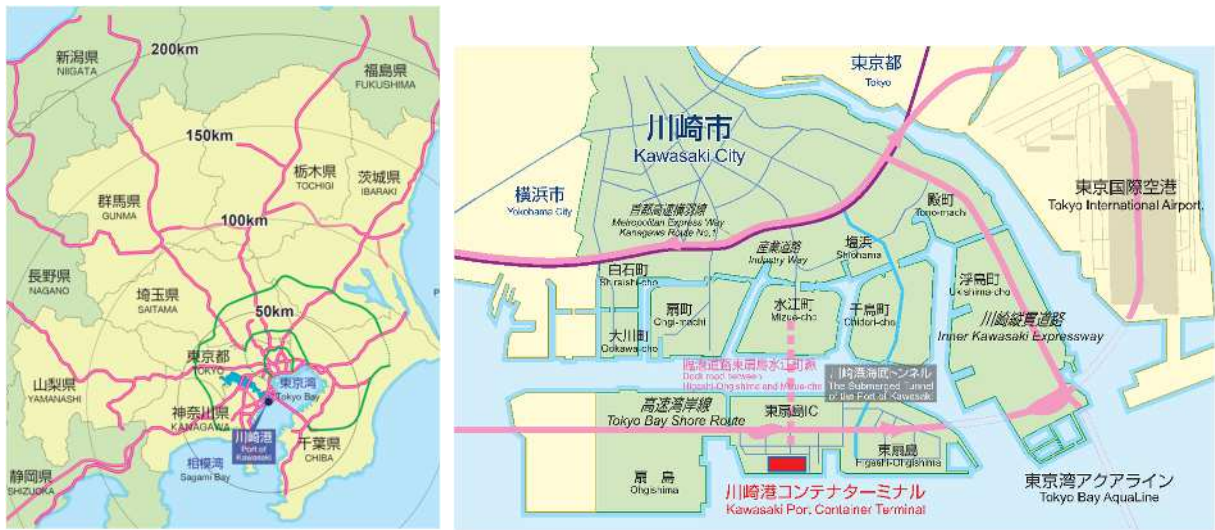 200km
新潟県
NIIGATA
福島県
FUKUSHIMA
150km
栃木県
TOCHIGI
茨城県
IBARAKI
群馬県
GUNMA
100km
長野県
NAGANO
埼玉県
SAITAMA
50km
東京都
TOKYO
東京湾
Tokyo Bay
山梨県
YAMANASHI
神奈川県
KANAGAWA
川崎港
Port of
Kawasaki
千葉県
CHIBA
相模湾
Sagami Bay
静岡県
SHIZUOKA
東京都
Tokyo
川崎市
Kawasaki City
横浜市
Yokohama City
東京国際空港
Tokyo International Airport.
殿町
Tono-machi
首都高速横羽線
Metropolitan Express Way
Kanagawa Route No.1
産業道路
Industry Way
塩浜
Shiohama
白石町
Shiraishi-cho
扇町
Ohgi-machi
水江町
Mizue-cho
千鳥町
Chidori-cho
浮島町
Ukishima-cho
大川町
Ookawa-cho
川崎縦貫道路
Inner Kawasaki Expressway
臨港道路東扇島水江町線
Dock road between
Higashi-Ohgishima and Mizue-cho
川崎港海底トンネル
The Submerged Tunnel
of the Port of Kawasaki
高速湾岸線
Tokyo Bay Shore Route
東扇島IC
東扇島
Higashi-Ohgishima
扇島
Ohgishima
川崎港コンテナターミナル
Kawasaki Port Container Terminal
東京湾アクアライン
Tokyo Bay AquaLine